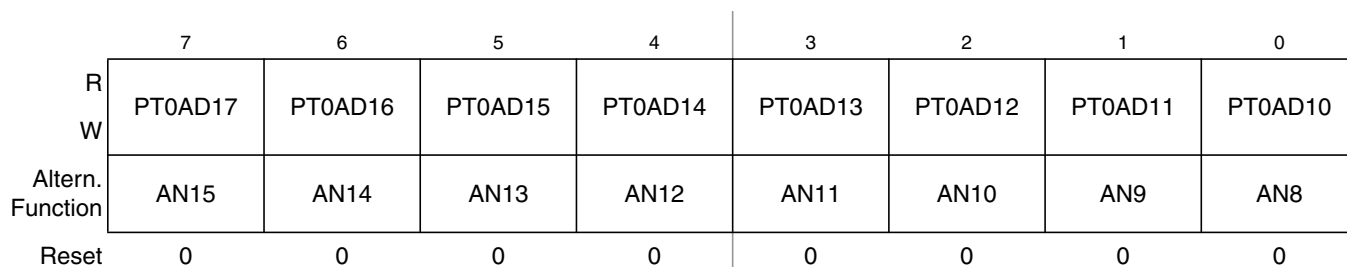 7 6 5 4 3 2 1 0
R
W
PT0AD17 PT0AD16 PT0AD15 PT0AD14 PT0AD13 PT0AD12 PT0AD11 PT0AD10
Altern.
Function
AN15 AN14 AN13 AN12 AN11 AN10 AN9 AN8
Reset 0 0 0 0 0 0 0 0